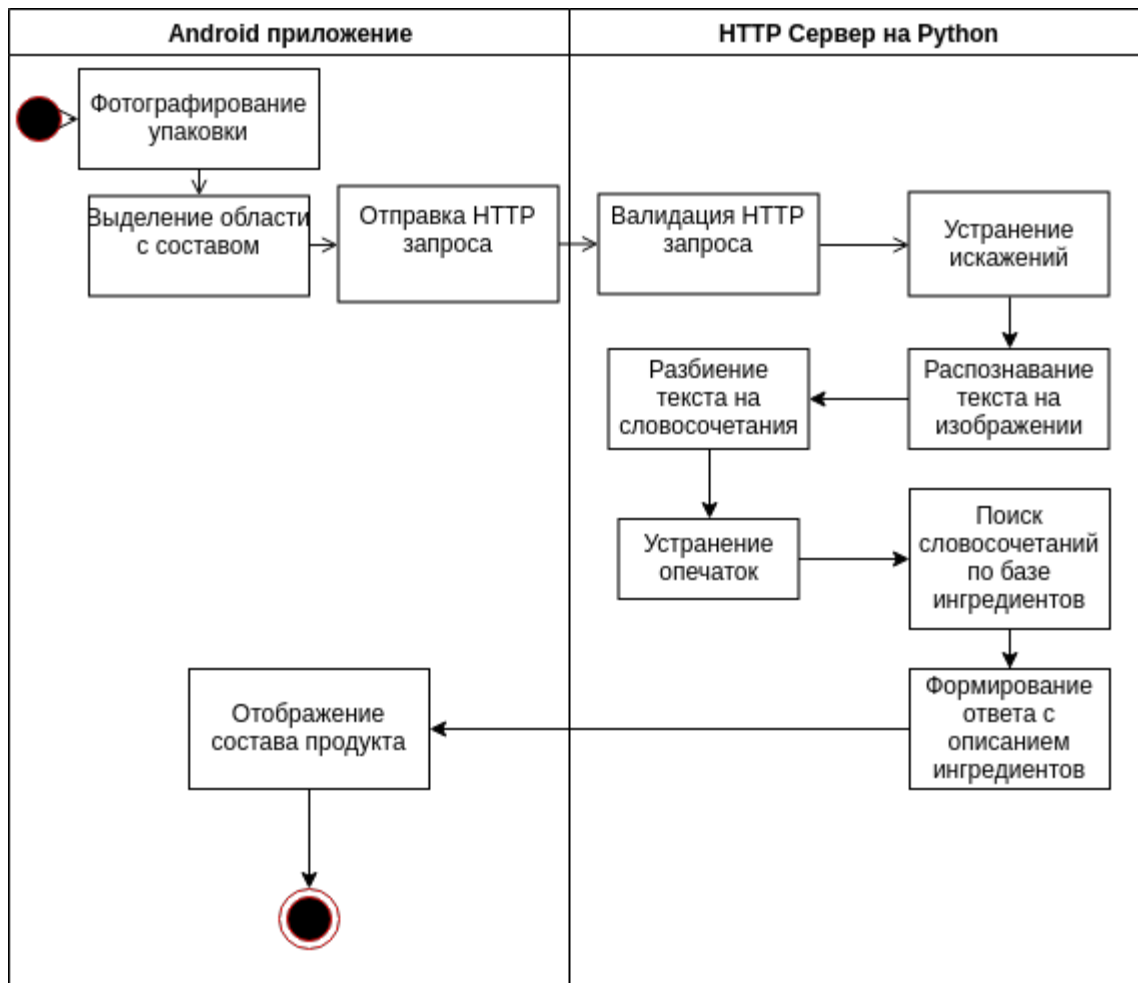 Android приложение
HTTP Сервер на Python
Фотографирование
упаковки
Выделение области
с составом
Отправка HTTP
запроса
Валидация HTTP
запроса
Устранение
искажений
Распознавание
текста на
изображении
Разбиение
текста на
словосочетания
Устранение
опечаток
Поиск
словосочетаний
по базе
ингредиентов
Формирование
ответа с
описанием
ингредиентов
Отображение
состава продукта